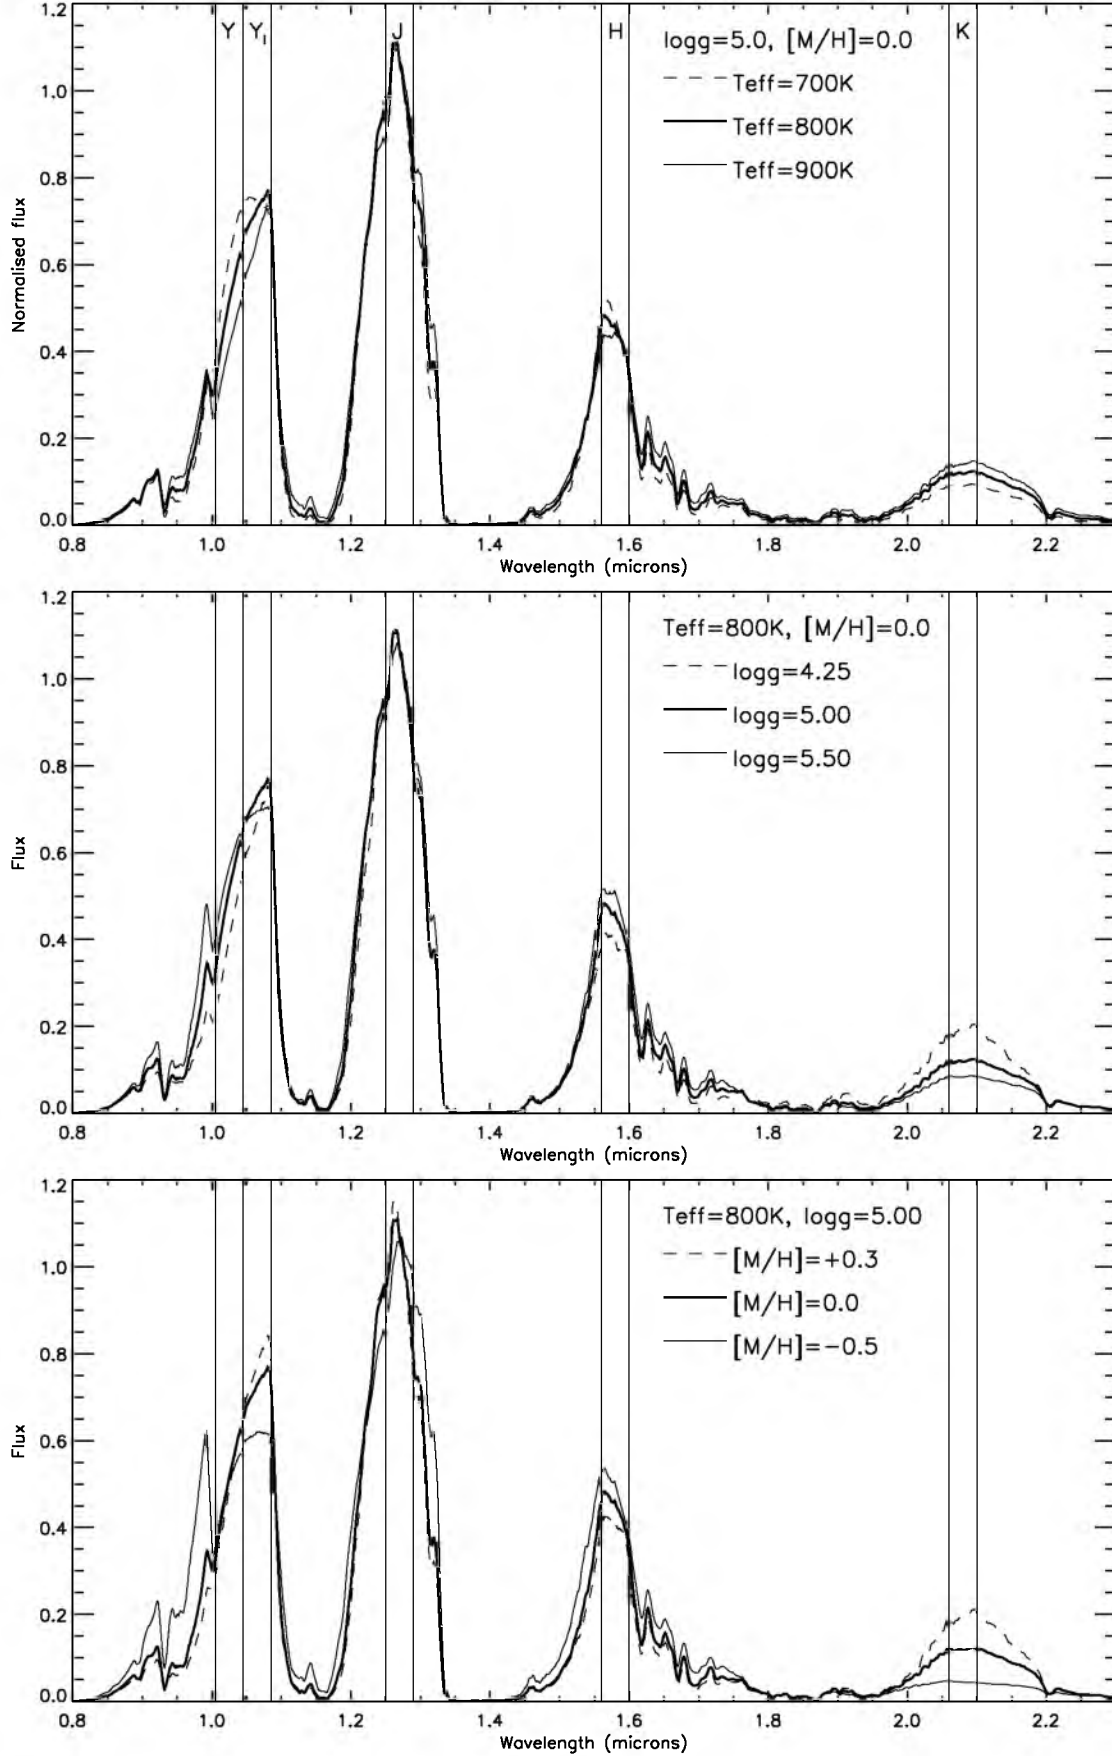 Y Y₁ J H K
1.2
1.0
0.8
0.6
0.4
0.2
0.0
Normalised flux
logg=5.0, [M/H]=0.0
Teff=700K
Teff=800K
Teff=900K
0.8 1.0 1.2 1.4 1.6 1.8 2.0 2.2
Wavelength (microns)
1.2
1.0
0.8
0.6
0.4
0.2
0.0
Flux
Teff=800K, [M/H]=0.0
logg=4.25
logg=5.00
logg=5.50
0.8 1.0 1.2 1.4 1.6 1.8 2.0 2.2
Wavelength (microns)
1.2
1.0
0.8
0.6
0.4
0.2
0.0
Flux
Teff=800K, logg=5.00
[M/H]=+0.3
[M/H]=0.0
[M/H]=−0.5
0.8 1.0 1.2 1.4 1.6 1.8 2.0 2.2
Wavelength (microns)